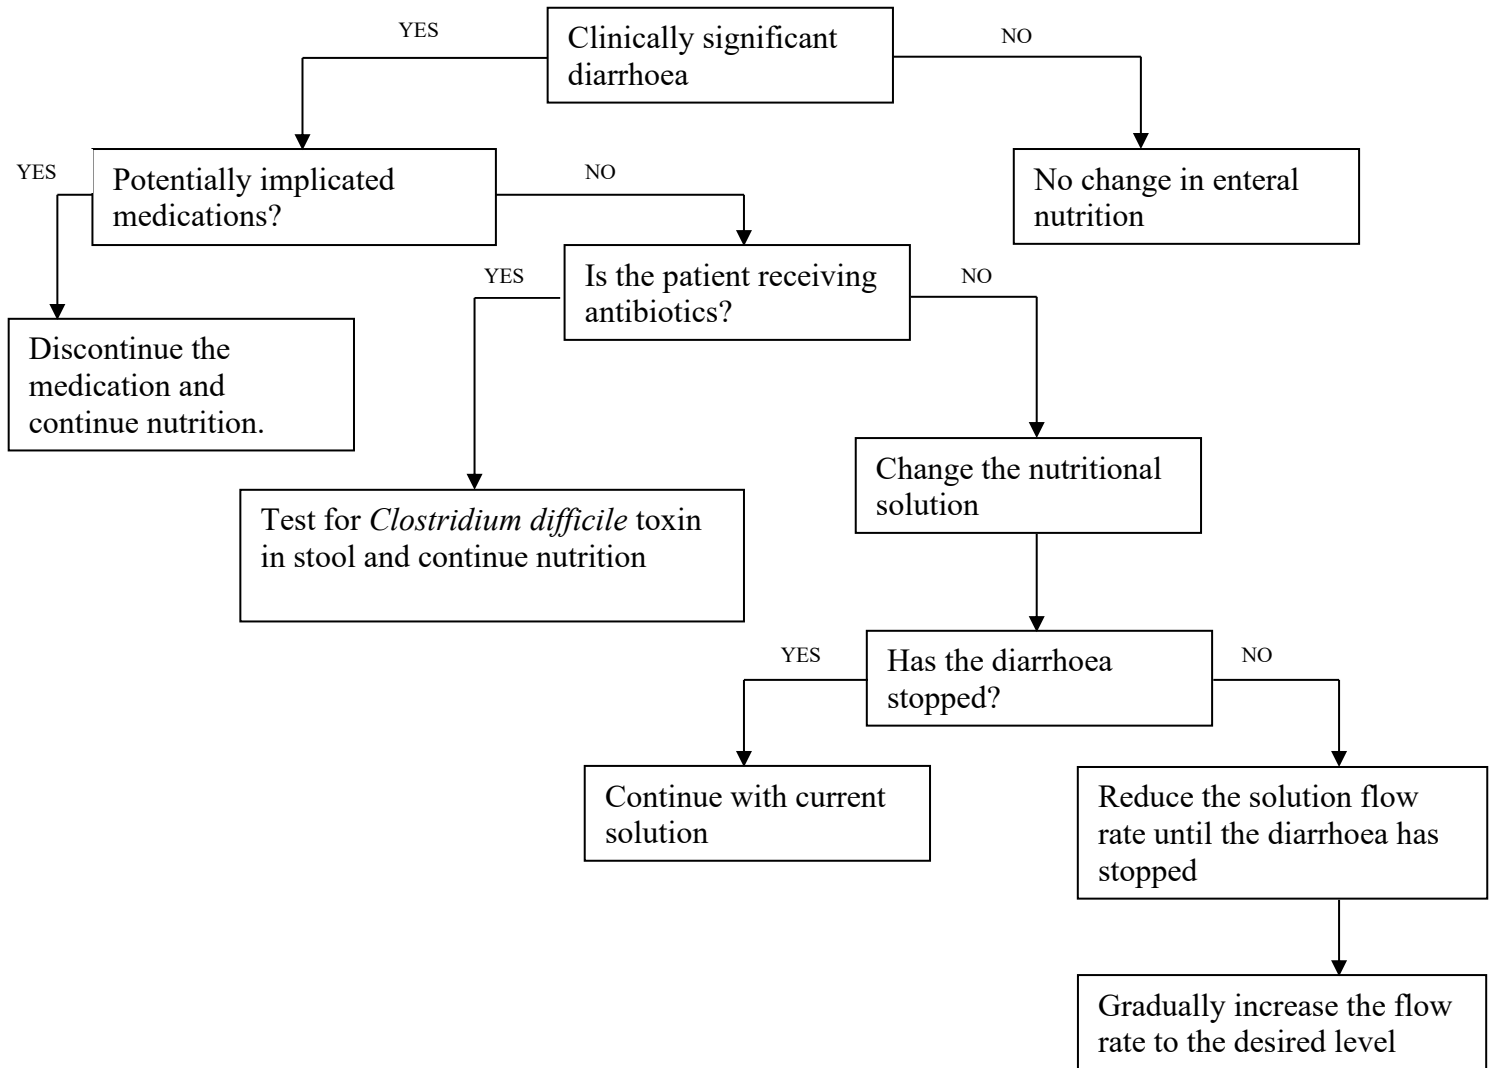 YES
Clinically significant
diarrhoea
NO
YES
Potentially implicated
medications?
NO
No change in enteral
nutrition
YES
Is the patient receiving
antibiotics?
NO
Discontinue the
medication and
continue nutrition.
Change the nutritional
solution
Test for Clostridium difficile toxin
in stool and continue nutrition
YES
Has the diarrhoea
stopped?
NO
Continue with current
solution
Reduce the solution flow
rate until the diarrhoea has
stopped
Gradually increase the flow
rate to the desired level